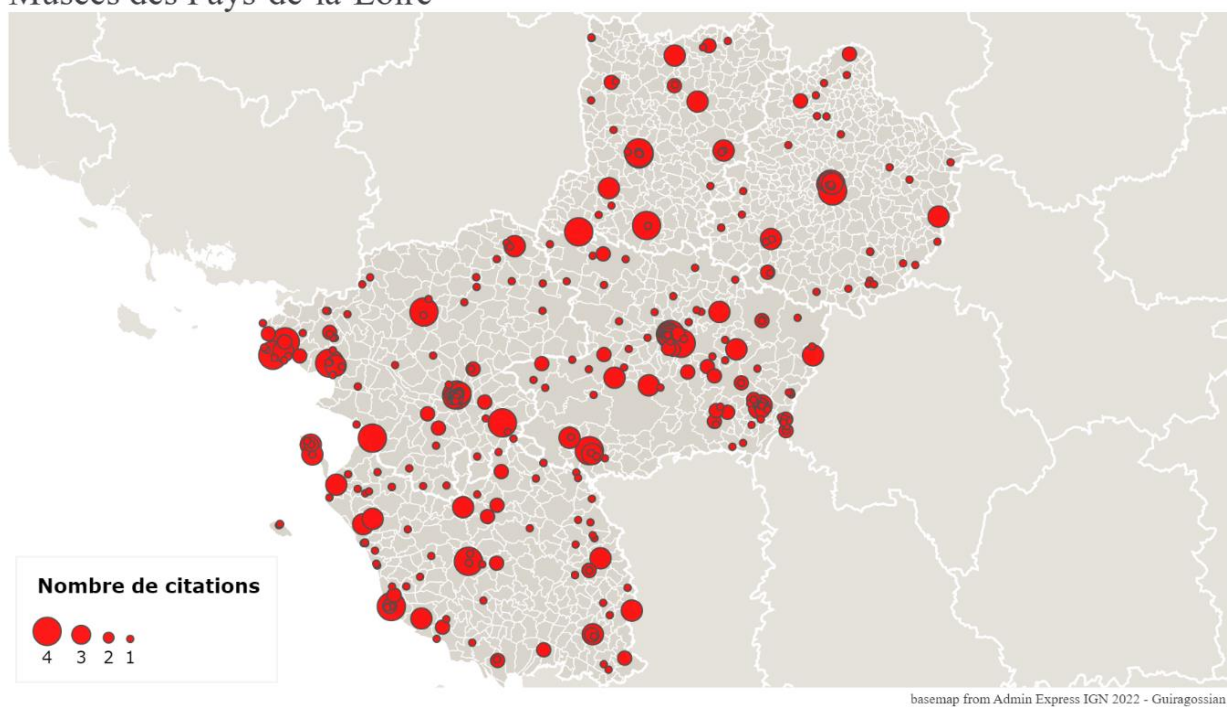 Musées des Pays-de-la-Loire
Nombre de citations
4 3 2 1
basemap from Admin Express IGN 2022 - Guiragossian